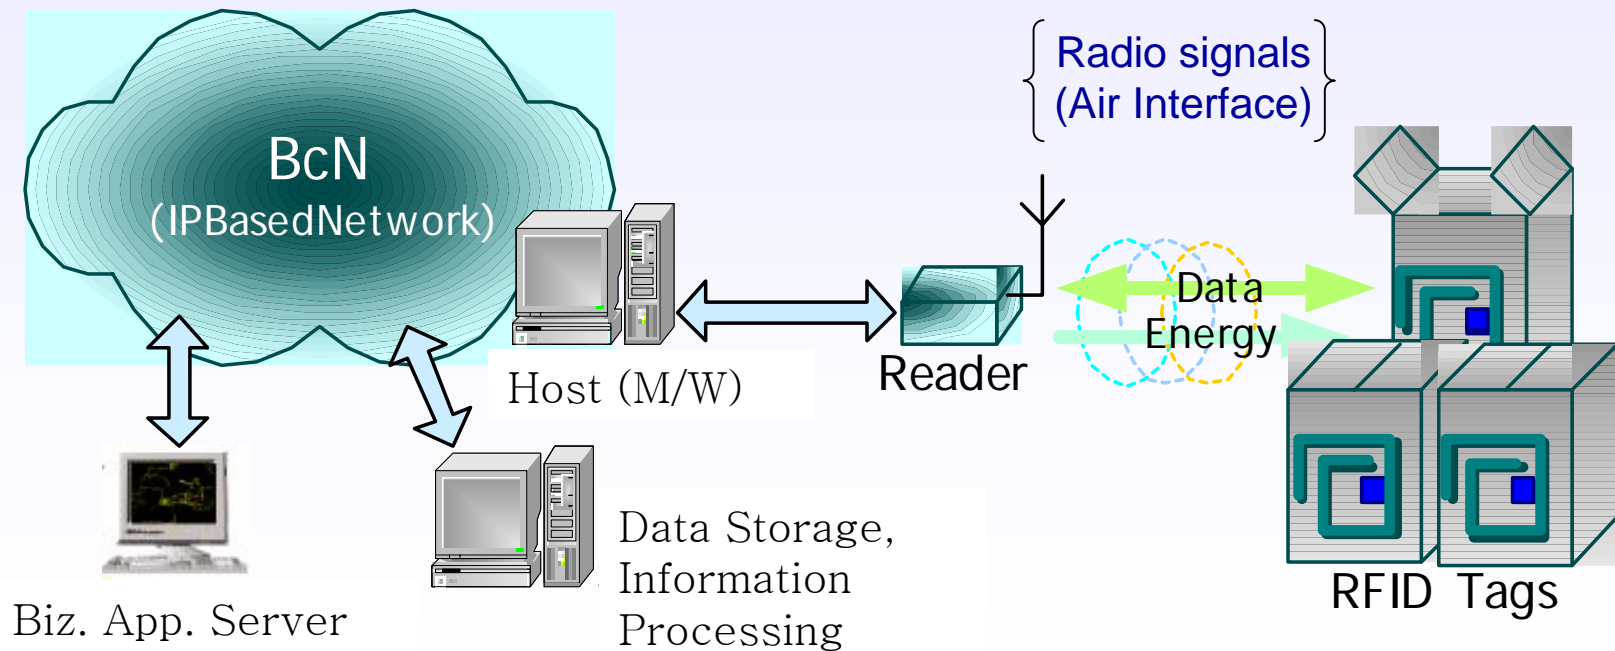 BcN
(IPBasedNetwork)
Radio signals
(Air Interface)
Data
Energy
Reader
Host (M/W)
RFID Tags
Data Storage,
Information
Processing
Biz. App. Server